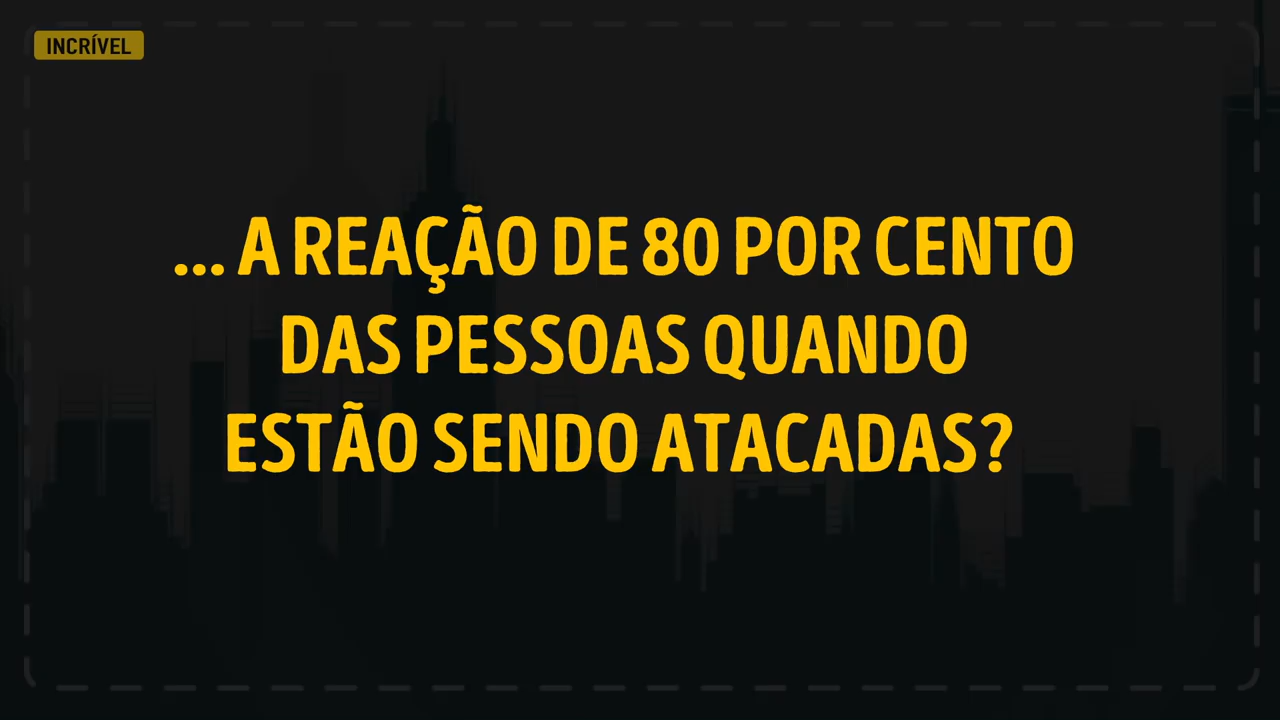 INCRÍVEL
... A REAÇÃO DE 80 POR CENTO
DAS PESSOAS QUANDO
ESTÃO SENDO ATACADAS?